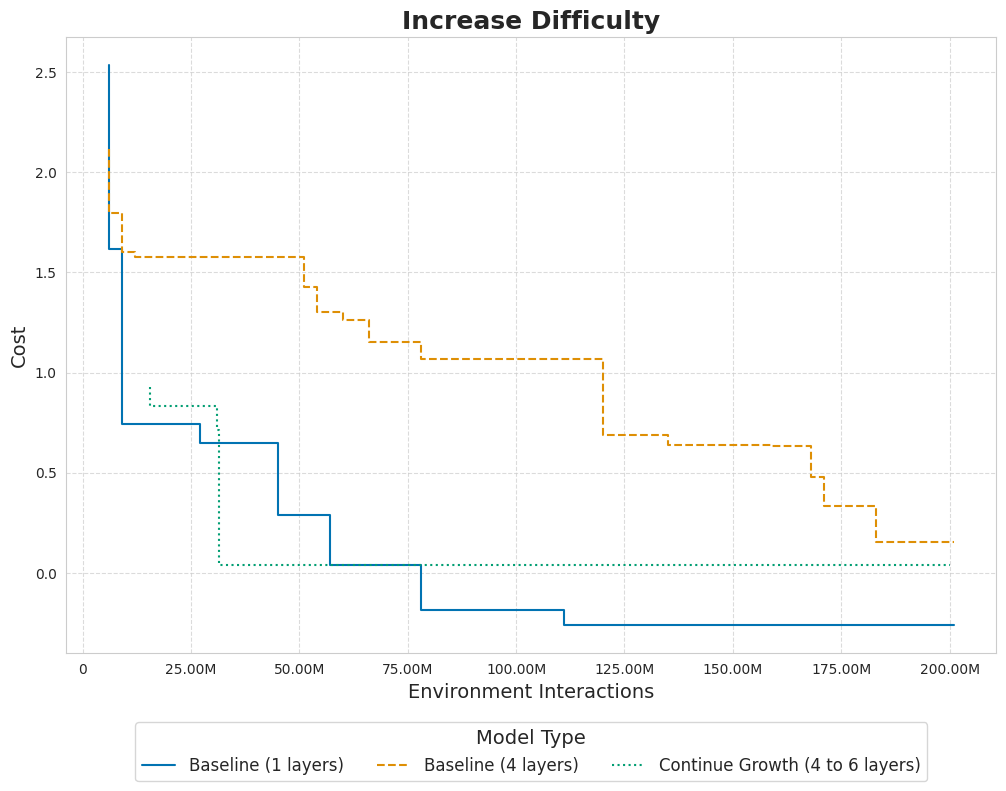 Increase Difficulty
Cost
2.5
2.0
1.5
1.0
0.5
0.0
0 25.00M 50.00M 75.00M 100.00M 125.00M 150.00M 175.00M 200.00M
Environment Interactions
Model Type
Baseline (1 layers) Baseline (4 layers) Continue Growth (4 to 6 layers)